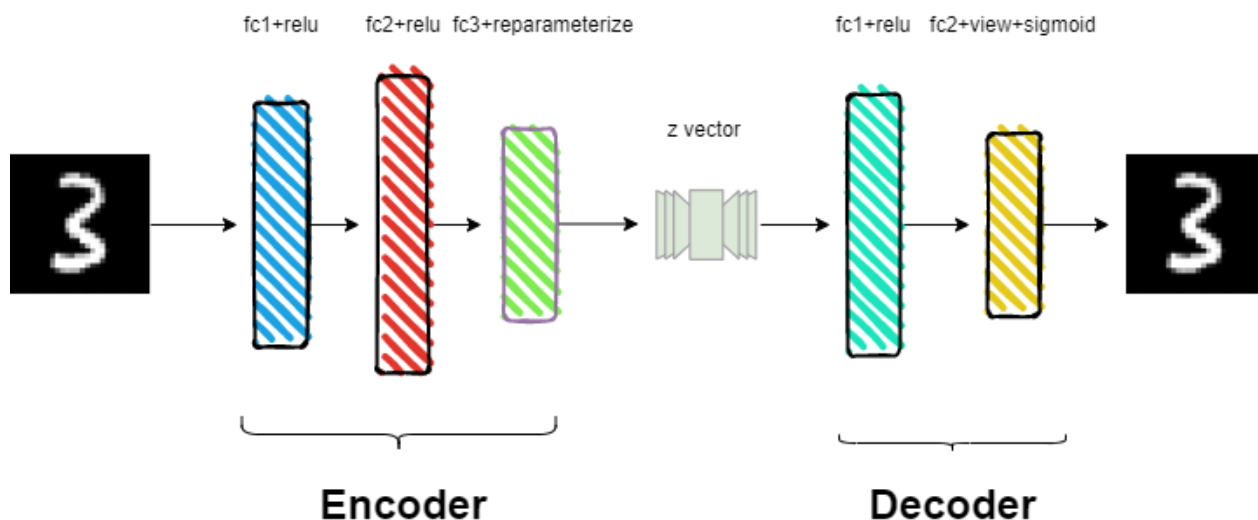 fc1+relu
fc2+relu
fc3+reparameterize
fc1+relu
fc2+view+sigmoid
z vector
3
3
Encoder
Decoder